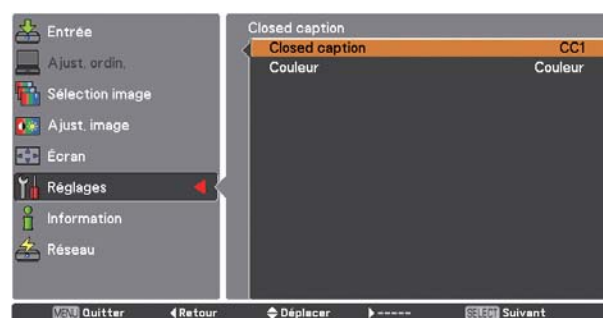 Entrée
Ajust. ordin.
Sélection image
Ajust. image
Écran
Réglages
Information
Réseau
Closed caption
Closed caption CC1
Couleur Couleur
MENU Quitter Retour Déplacer ----- SELECT Suivant